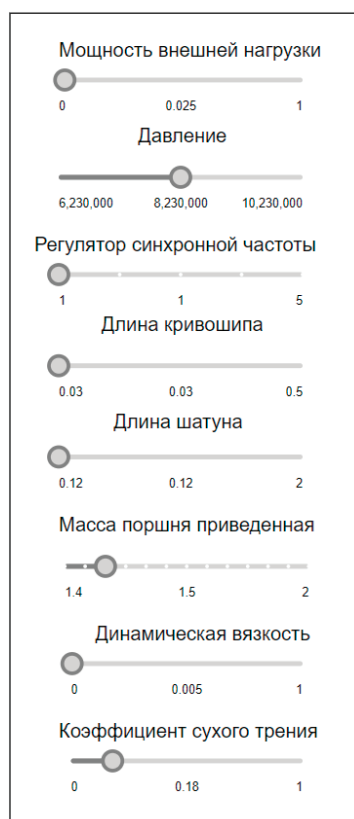 Мощность внешней нагрузки
0 0.025 1
Давление
6,230,000 8,230,000 10,230,000
Регулятор синхронной частоты
1 1 5
Длина кривошипа
0.03 0.03 0.5
Длина шатуна
0.12 0.12 2
Масса поршня приведенная
1.4 1.5 2
Динамическая вязкость
0 0.005 1
Коэффициент сухого трения
0 0.18 1